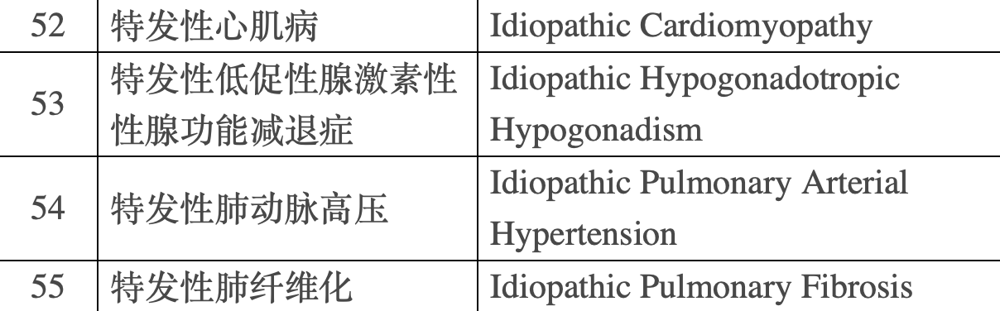 52 特发性心肌病 Idiopathic Cardiomyopathy
53 特发性低促性腺激素性
性腺功能减退症 Idiopathic Hypogonadotropic
Hypogonadism
54 特发性肺动脉高压 Idiopathic Pulmonary Arterial
Hypertension
55 特发性肺纤维化 Idiopathic Pulmonary Fibrosis